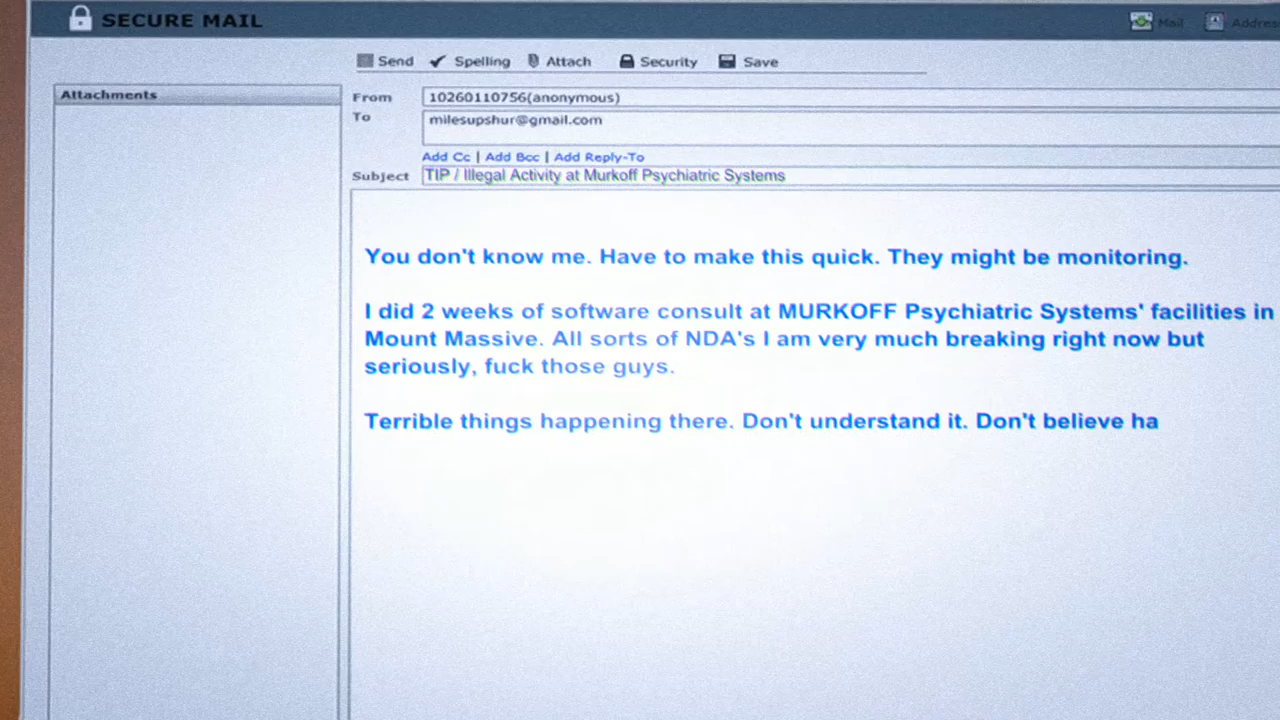 SECURE MAIL
Mail
Addres
Send
Spelling
Attach
Security
Save
Attachments
From
10260110756(anonymous)
To
milesupshur@gmail.com
Add Cc | Add Bcc | Add Reply-To
Subject
TIP / Illegal Activity at Murkoff Psychiatric Systems
You don't know me. Have to make this quick. They might be monitoring.
I did 2 weeks of software consult at MURKOFF Psychiatric Systems' facilities in
Mount Massive. All sorts of NDA's I am very much breaking right now but
seriously, fuck those guys.
Terrible things happening there. Don't understand it. Don't believe ha